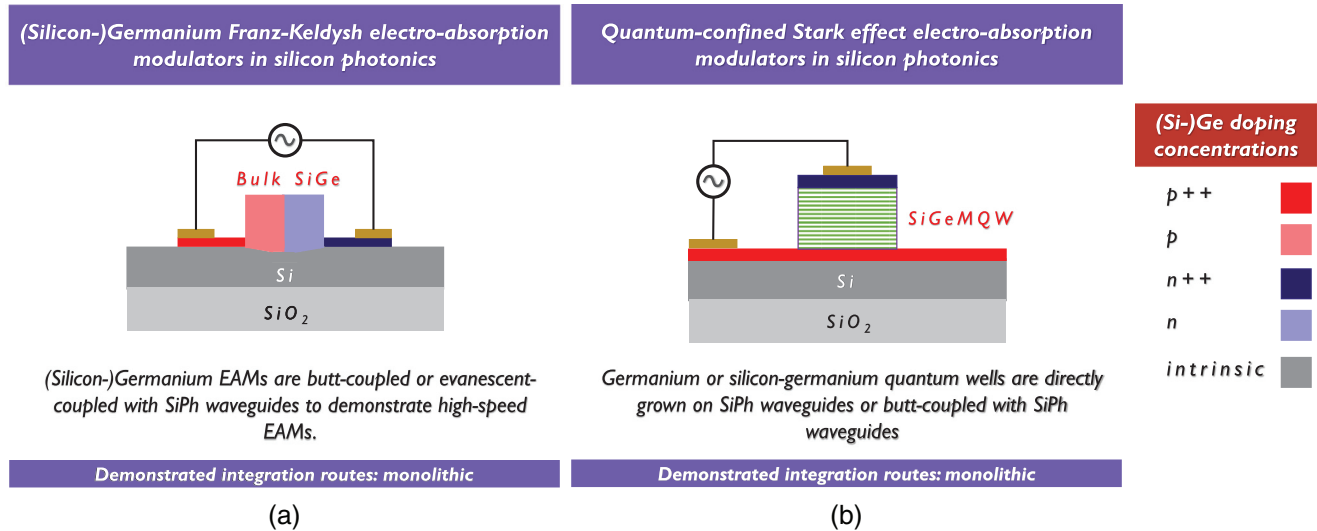 (Silicon-)Germanium Franz-Keldysh electro-absorption
modulators in silicon photonics
Bulk SiGe
Si
SiO2
(Silicon-)Germanium EAMs are butt-coupled or evanescent-
coupled with SiPh waveguides to demonstrate high-speed
EAMs.
Demonstrated integration routes: monolithic
(a)
Quantum-confined Stark effect electro-absorption
modulators in silicon photonics
SiGeMQW
Si
SiO2
Germanium or silicon-germanium quantum wells are directly
grown on SiPh waveguides or butt-coupled with SiPh
waveguides
Demonstrated integration routes: monolithic
(b)
(Si-)Ge doping
concentrations
p++
p
n++
n
intrinsic